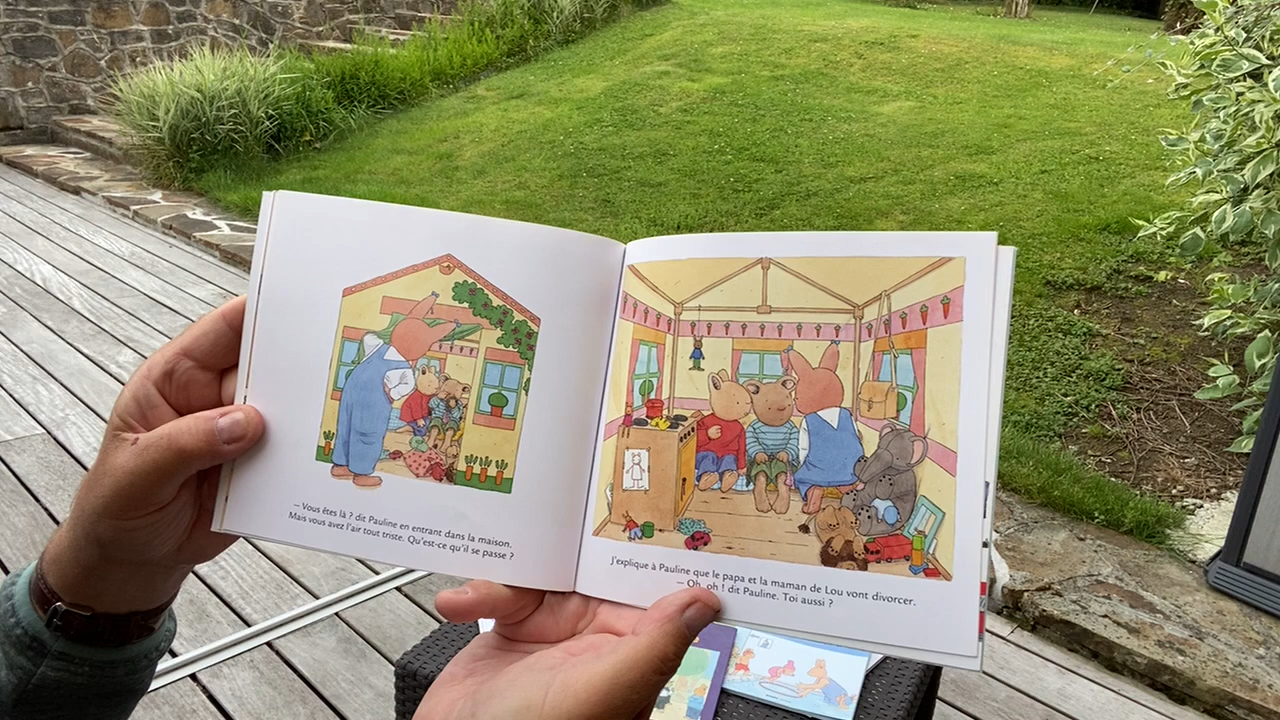 – Vous êtes là ? dit Pauline en entrant dans la maison.
Mais vous avez l'air tout triste. Qu'est-ce qu'il se passe ?
J'explique à Pauline que le papa et la maman de Lou vont divorcer.
– Oh, oh ! dit Pauline. Toi aussi ?